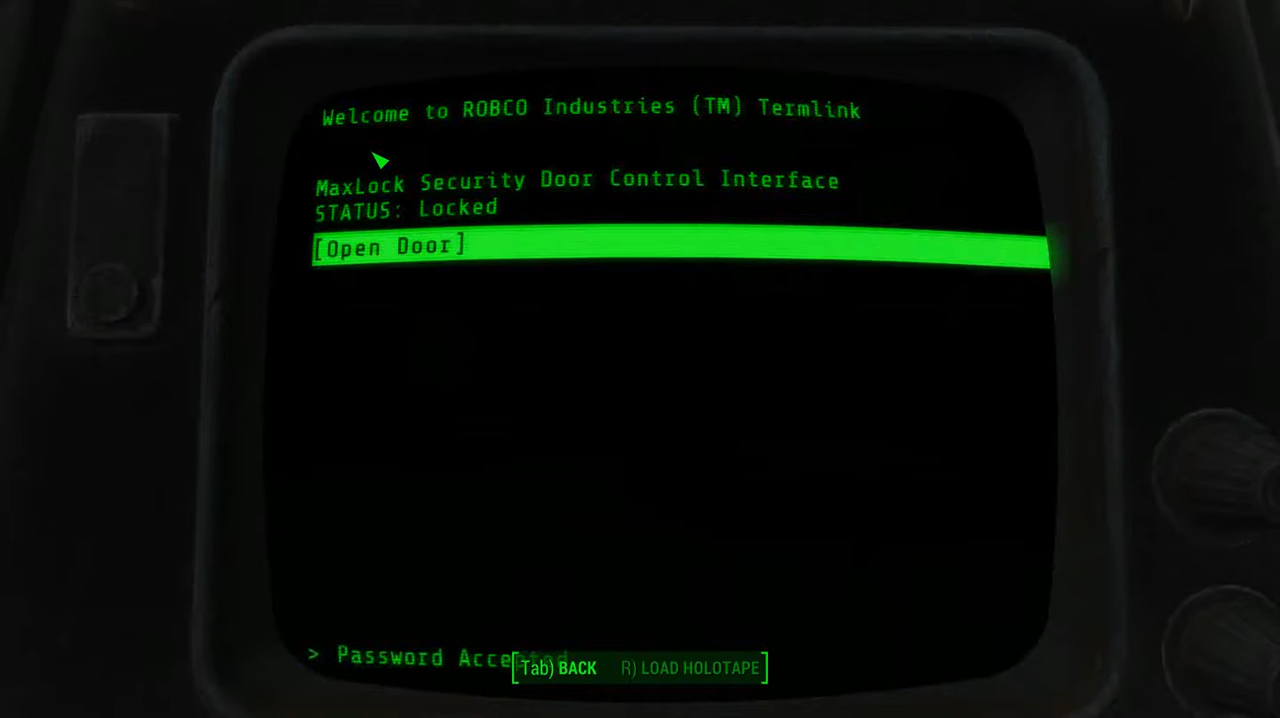 Welcome to ROBCO Industries (TM) Termlink
MaxLock Security Door Control Interface
STATUS: Locked
[Open Door]
> Password Accepted
Tab) BACK R) LOAD HOLOTAPE